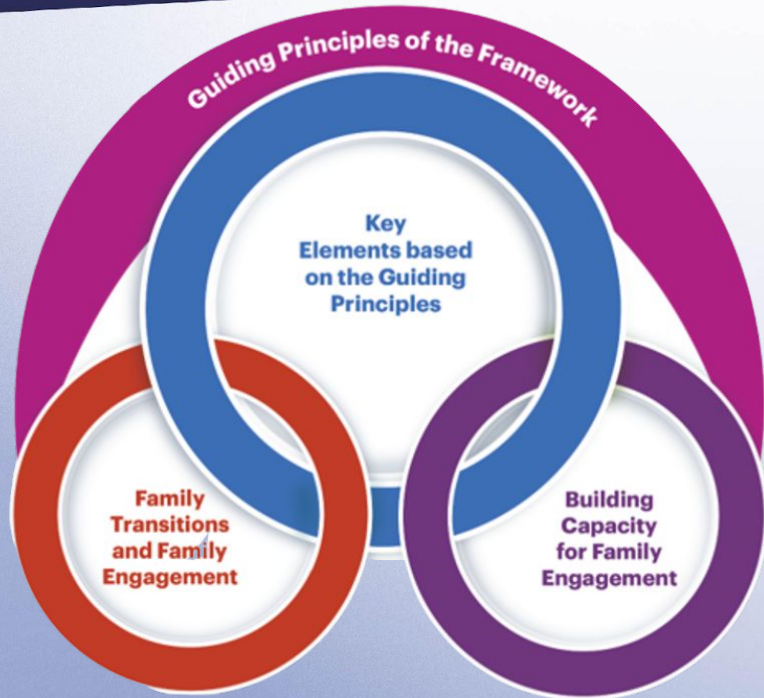 Guiding Principles of the Framework
Key
Elements based
on the Guiding
Principles
Family
Transitions
and Family
Engagement
Building
Capacity
for Family
Engagement